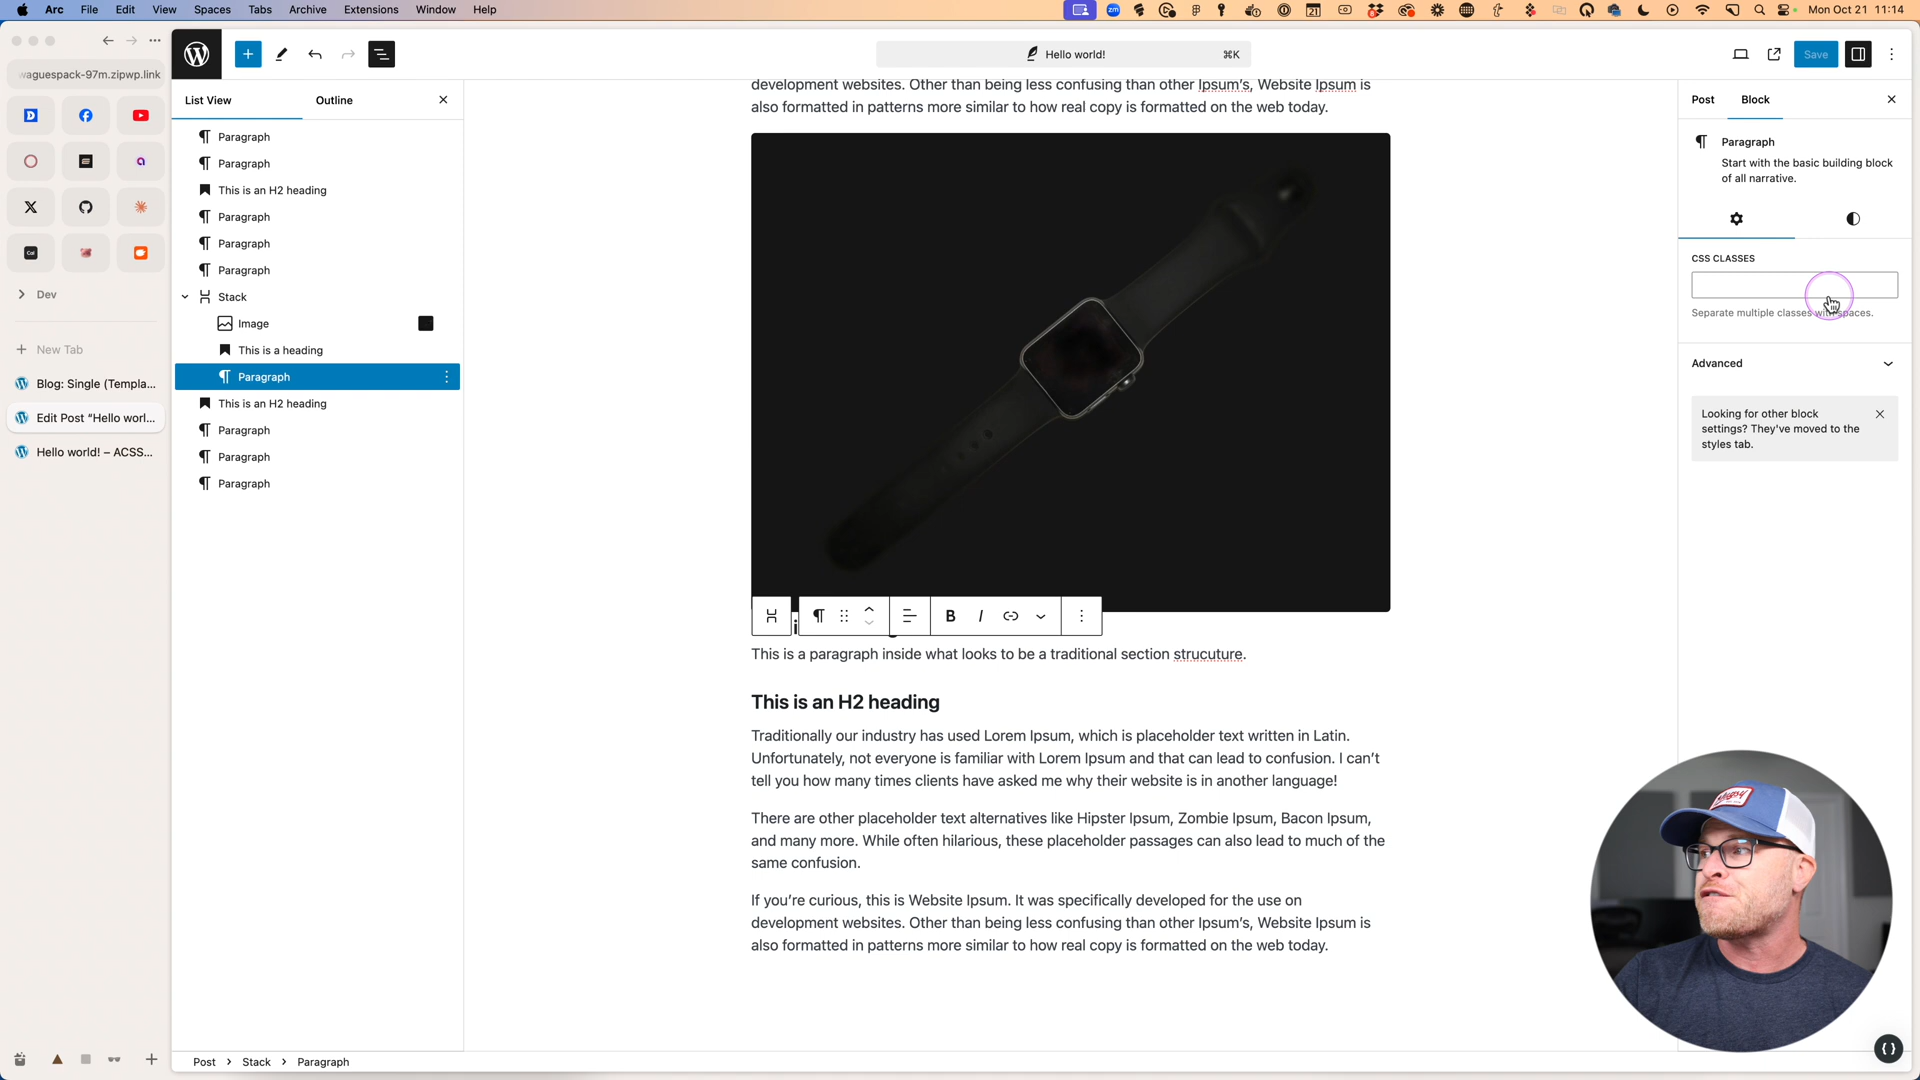 Arc File Edit View Spaces Tabs Archive Extensions Window Help
Mon Oct 21 11:14
Hello world! ⌘K
Save
waguespack-97m.zipwp.link
Dev
New Tab
Blog: Single (Templa...
Edit Post “Hello worl...
Hello world! – ACSS...
List View Outline
Paragraph
Paragraph
This is an H2 heading
Paragraph
Paragraph
Paragraph
Stack
Image
This is a heading
Paragraph
This is an H2 heading
Paragraph
Paragraph
Paragraph
development websites. Other than being less confusing than other Ipsum’s, Website Ipsum is
also formatted in patterns more similar to how real copy is formatted on the web today.
B I
This is a paragraph inside what looks to be a traditional section strucuture.
This is an H2 heading
Traditionally our industry has used Lorem Ipsum, which is placeholder text written in Latin.
Unfortunately, not everyone is familiar with Lorem Ipsum and that can lead to confusion. I can’t
tell you how many times clients have asked me why their website is in another language!
There are other placeholder text alternatives like Hipster Ipsum, Zombie Ipsum, Bacon Ipsum,
and many more. While often hilarious, these placeholder passages can also lead to much of the
same confusion.
If you’re curious, this is Website Ipsum. It was specifically developed for the use on
development websites. Other than being less confusing than other Ipsum’s, Website Ipsum is
also formatted in patterns more similar to how real copy is formatted on the web today.
Post Block
Paragraph
Start with the basic building block
of all narrative.
CSS CLASSES
Separate multiple classes with spaces.
Advanced
Looking for other block
settings? They've moved to the
styles tab.
Post > Stack > Paragraph